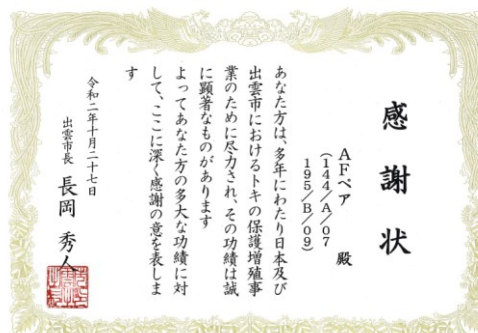 感謝状
AFペア 殿
(144/A/07
195/B/09)
あなた方は、多年にわたり日本及び
出雲市におけるトキの保護増殖事
業のために尽力され、その功績は誠
に顕著なものがあります
よってあなた方の多大な功績に対
して、ここに深く感謝の意を表しま
す
令和二年十月二十七日
出雲市長 長岡 秀人